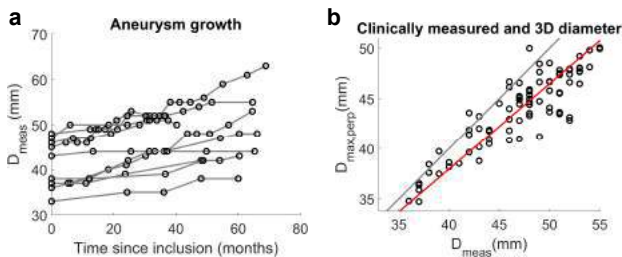 a
Aneurysm growth
70
60
50
40
30
D_meas (mm)
0 20 40 60 80
Time since inclusion (months)
b
Clinically measured and 3D diameter
50
45
40
35
D_max,perp (mm)
35 40 45 50 55
D_meas(mm)